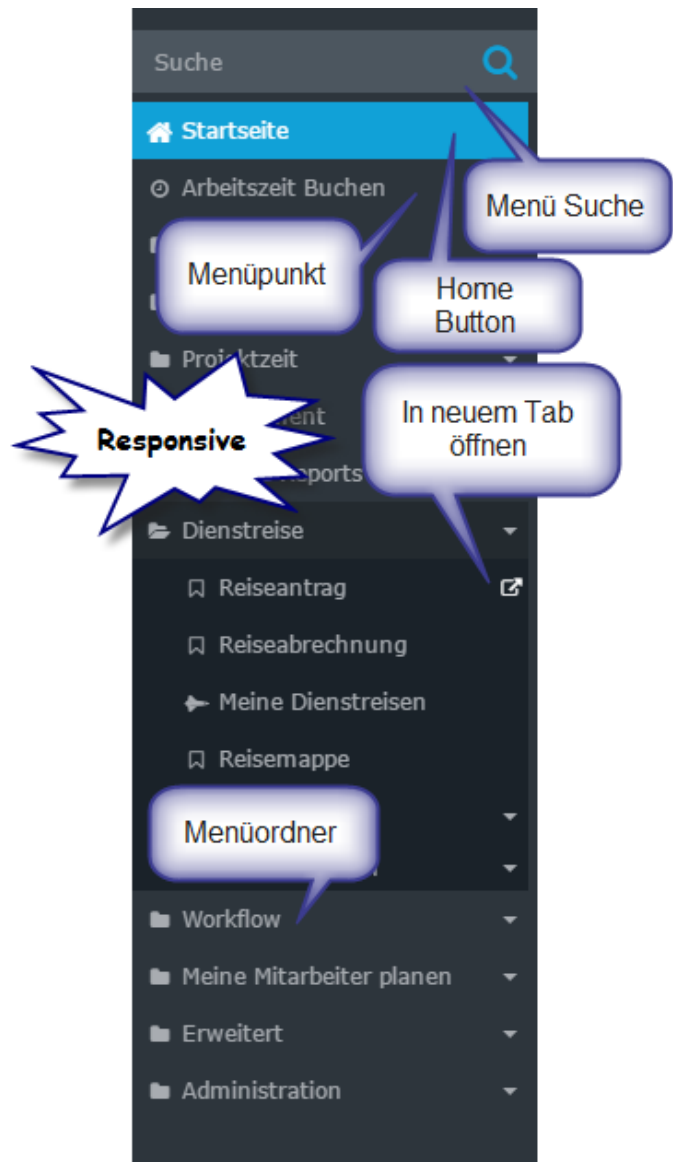 Suche
Startseite
Arbeitszeit Buchen
Menü Suche
Menüpunkt
Home
Button
Projektzeit
In neuem Tab
öffnen
Responsive
Reports
Dienstreise
Reiseantrag
Reiseabrechnung
Meine Dienstreisen
Reisemappe
Menüordner
Workflow
Meine Mitarbeiter planen
Erweitert
Administration